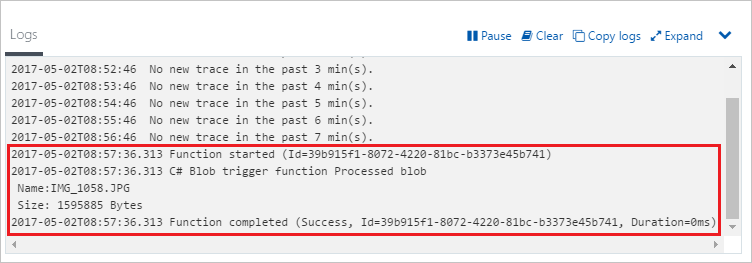 Logs
Pause Clear Copy logs Expand
2017-05-02T08:52:46  No new trace in the past 3 min(s).
2017-05-02T08:53:46  No new trace in the past 4 min(s).
2017-05-02T08:54:46  No new trace in the past 5 min(s).
2017-05-02T08:55:46  No new trace in the past 6 min(s).
2017-05-02T08:56:46  No new trace in the past 7 min(s).
2017-05-02T08:57:36.313 Function started (Id=39b915f1-8072-4220-81bc-b3373e45b741)
2017-05-02T08:57:36.313 C# Blob trigger function Processed blob
Name:IMG_1058.JPG
Size: 1595885 Bytes
2017-05-02T08:57:36.313 Function completed (Success, Id=39b915f1-8072-4220-81bc-b3373e45b741, Duration=0ms)